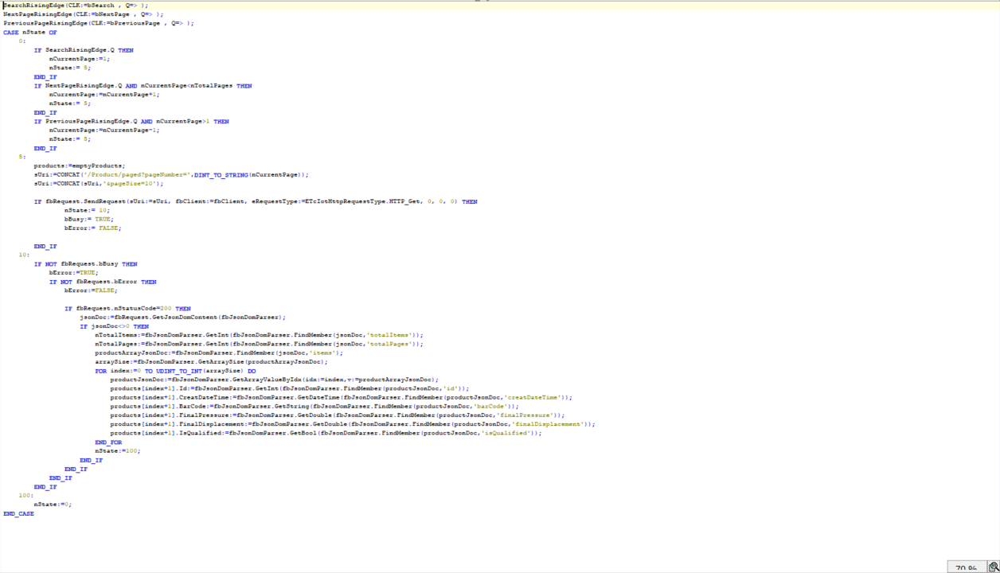 SearchRisingEdge(CLK:=bSearch , Q=> );
NextPageRisingEdge(CLK:=bNextPage , Q=> );
PreviousPageRisingEdge(CLK:=bPreviousPage , Q=> );
CASE nState OF
0:
IF SearchRisingEdge.Q THEN
nCurrentPage:=1;
nState:= 5;
END_IF
IF NextPageRisingEdge.Q AND nCurrentPage<nTotalPages THEN
nCurrentPage:=nCurrentPage+1;
nState:= 5;
END_IF
IF PreviousPageRisingEdge.Q AND nCurrentPage>1 THEN
nCurrentPage:=nCurrentPage-1;
nState:= 5;
END_IF
5:
products:=emptyProducts;
sUri:=CONCAT('/Product/paged?pageNumber=',DINT_TO_STRING(nCurrentPage));
sUri:=CONCAT(sUri,'&pageSize=10');
IF fbRequest.SendRequest(sUri:=sUri, fbClient:=fbClient, eRequestType:=ETcIotHttpRequestType.HTTP_Get, 0, 0, 0) THEN
nState:= 10;
bBusy:= TRUE;
bError:= FALSE;
END_IF
10:
IF NOT fbRequest.bBusy THEN
bError:=TRUE;
IF NOT fbRequest.bError THEN
bError:=FALSE;
IF fbRequest.nStatusCode=200 THEN
jsonDoc:=fbRequest.GetJsonDomContent(fbJsonDomParser);
IF jsonDoc<>0 THEN
nTotalItems:=fbJsonDomParser.GetInt(fbJsonDomParser.FindMember(jsonDoc,'totalItems'));
nTotalPages:=fbJsonDomParser.GetInt(fbJsonDomParser.FindMember(jsonDoc,'totalPages'));
productArrayJsonDoc:=fbJsonDomParser.FindMember(jsonDoc,'items');
arraySize:=fbJsonDomParser.GetArraySize(productArrayJsonDoc);
FOR index:=0 TO UDINT_TO_INT(arraySize) DO
productJsonDoc:=fbJsonDomParser.GetArrayValueByIdx(idx:=index,v:=productArrayJsonDoc);
products[index+1].Id:=fbJsonDomParser.GetInt(fbJsonDomParser.FindMember(productJsonDoc,'id'));
products[index+1].CreatDateTime:=fbJsonDomParser.GetDateTime(fbJsonDomParser.FindMember(productJsonDoc,'creatDateTime'));
products[index+1].BarCode:=fbJsonDomParser.GetString(fbJsonDomParser.FindMember(productJsonDoc,'barCode'));
products[index+1].FinalPressure:=fbJsonDomParser.GetDouble(fbJsonDomParser.FindMember(productJsonDoc,'finalPressure'));
products[index+1].FinalDisplacement:=fbJsonDomParser.GetDouble(fbJsonDomParser.FindMember(productJsonDoc,'finalDisplacement'));
products[index+1].IsQualified:=fbJsonDomParser.GetBool(fbJsonDomParser.FindMember(productJsonDoc,'isQualified'));
END_FOR
nState:=100;
END_IF
END_IF
END_IF
END_IF
100:
nState:=0;
END_CASE
70 %